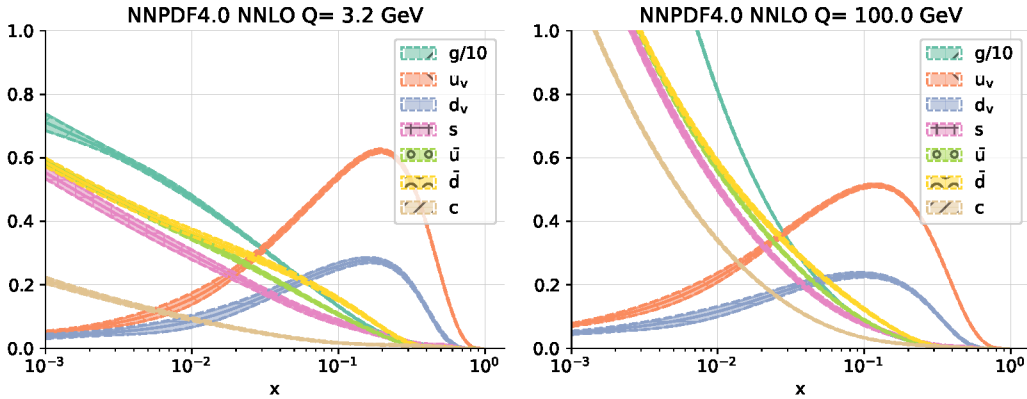 NNPDF4.0 NNLO Q= 3.2 GeV
1.0
0.8
0.6
0.4
0.2
0.0
10⁻³
10⁻²
10⁻¹
10⁰
x
g/10
uᵥ
dᵥ
s
ū
d̄
c
NNPDF4.0 NNLO Q= 100.0 GeV
1.0
0.8
0.6
0.4
0.2
0.0
10⁻³
10⁻²
10⁻¹
10⁰
x
g/10
uᵥ
dᵥ
s
ū
d̄
c